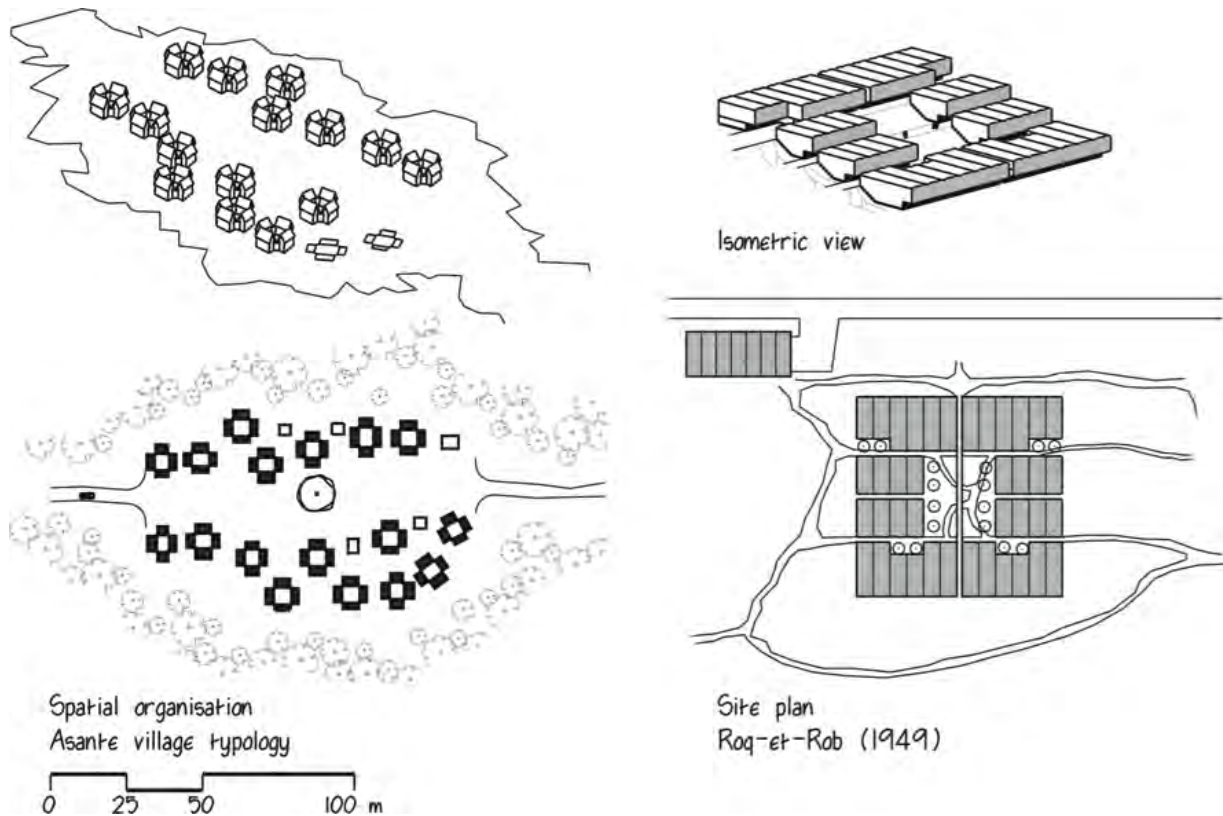 Isometric view
Spatial organisation
Asante village typology
0 25 50 100 m
Site plan
Roq-et-Rob (1949)